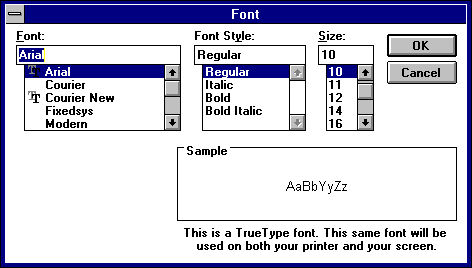 Font
Font: Font Style: Size:
Arial Regular 10 OK
Arial Regular 10 Cancel
Courier Italic 11
Courier New Bold 12
Fixedsys Bold Italic 14
Modern 16
Sample
AaBbYyZz
This is a TrueType font. This same font will be
used on both your printer and your screen.